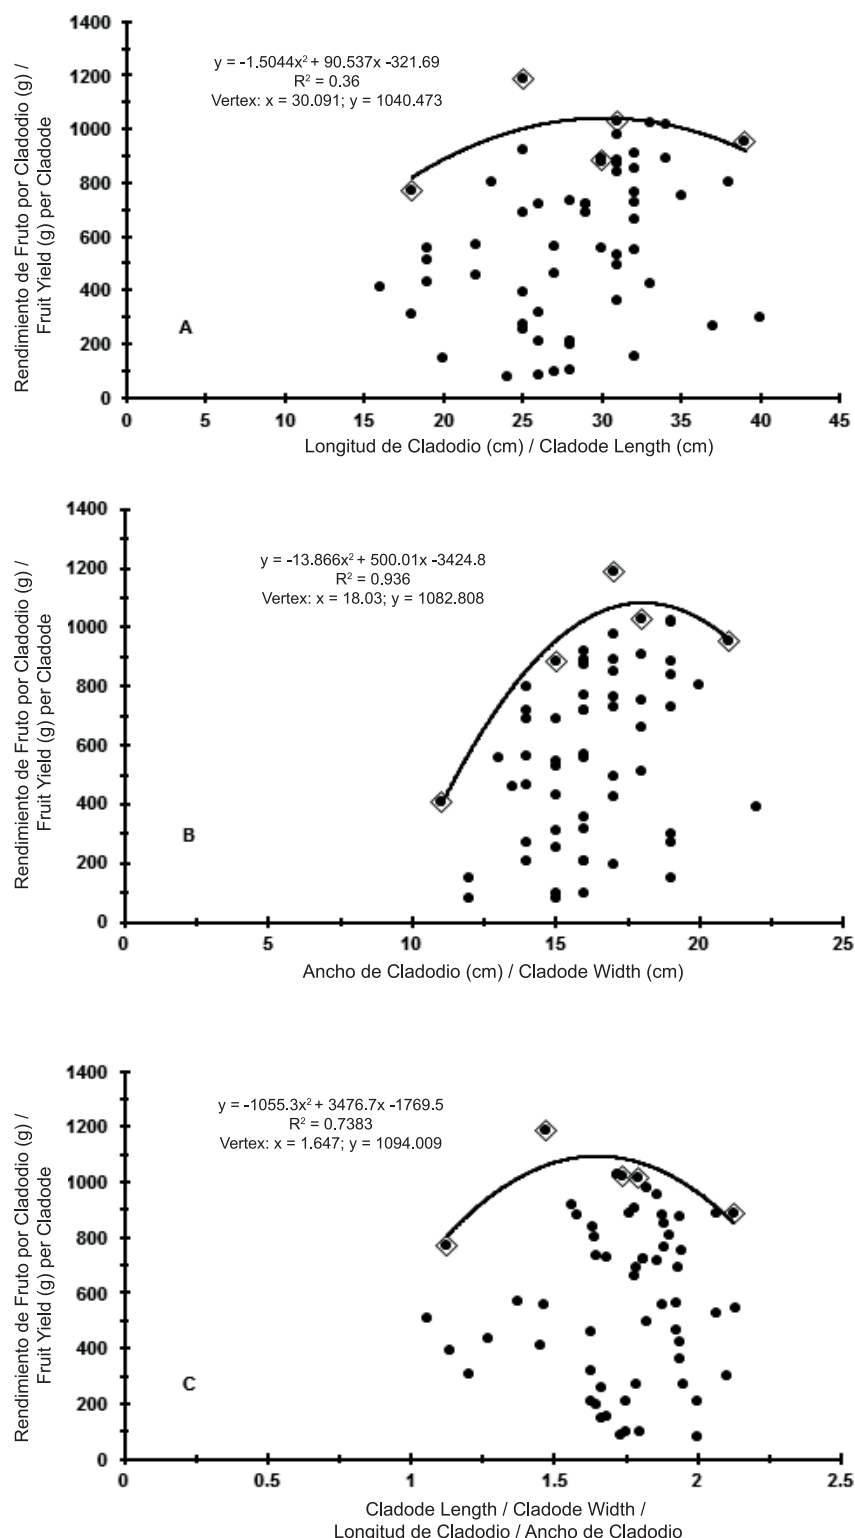 Rendimiento de Fruto por Cladodio (g) /
Fruit Yield (g) per Cladode
1400
1200
1000
800
600
400
200
0
y = -1.5044x² + 90.537x -321.69
R² = 0.36
Vertex: x = 30.091; y = 1040.473
A
0 5 10 15 20 25 30 35 40 45
Longitud de Cladodio (cm) / Cladode Length (cm)
Rendimiento de Fruto por Cladodio (g) /
Fruit Yield (g) per Cladode
1400
1200
1000
800
600
400
200
0
y = -13.866x² + 500.01x -3424.8
R² = 0.936
Vertex: x = 18.03; y = 1082.808
B
0 5 10 15 20 25
Ancho de Cladodio (cm) / Cladode Width (cm)
Rendimiento de Fruto por Cladodio (g) /
Fruit Yield (g) per Cladode
1400
1200
1000
800
600
400
200
0
y = -1055.3x² + 3476.7x -1769.5
R² = 0.7383
Vertex: x = 1.647; y = 1094.009
C
0 0.5 1 1.5 2 2.5
Cladode Length / Cladode Width /
Longitud de Cladodio / Ancho de Cladodio